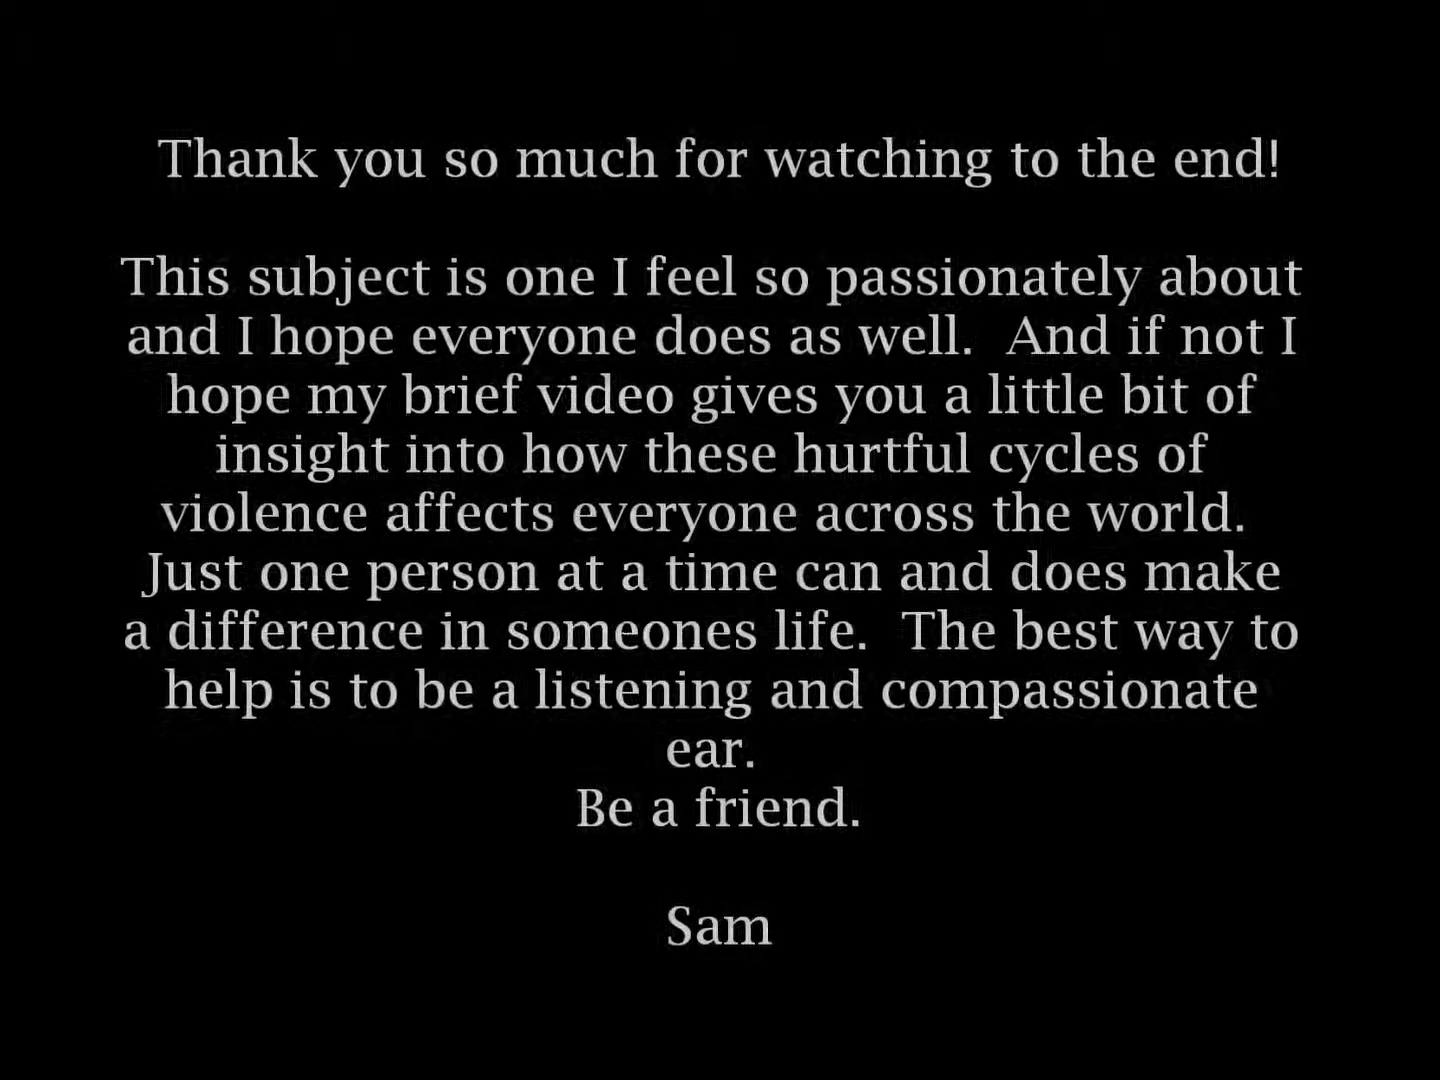 Thank you so much for watching to the end!
This subject is one I feel so passionately about
and I hope everyone does as well.  And if not I
hope my brief video gives you a little bit of
insight into how these hurtful cycles of
violence affects everyone across the world.
Just one person at a time can and does make
a difference in someones life.  The best way to
help is to be a listening and compassionate
ear.
Be a friend.
Sam